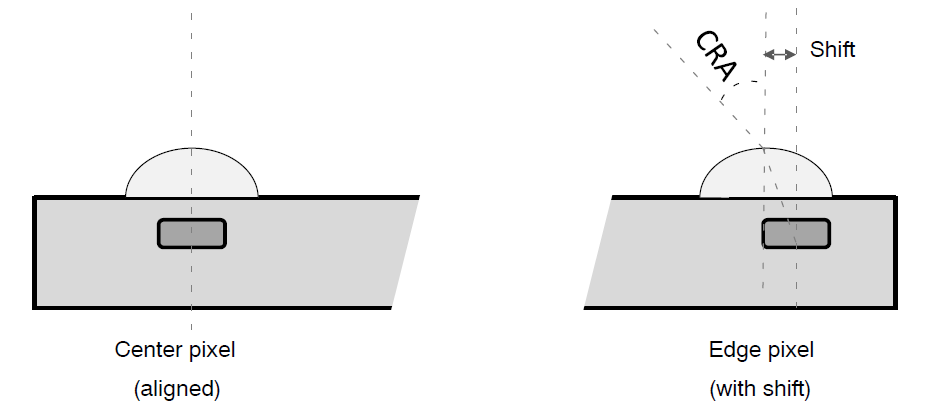 CRA
Shift
Center pixel
(aligned)
Edge pixel
(with shift)